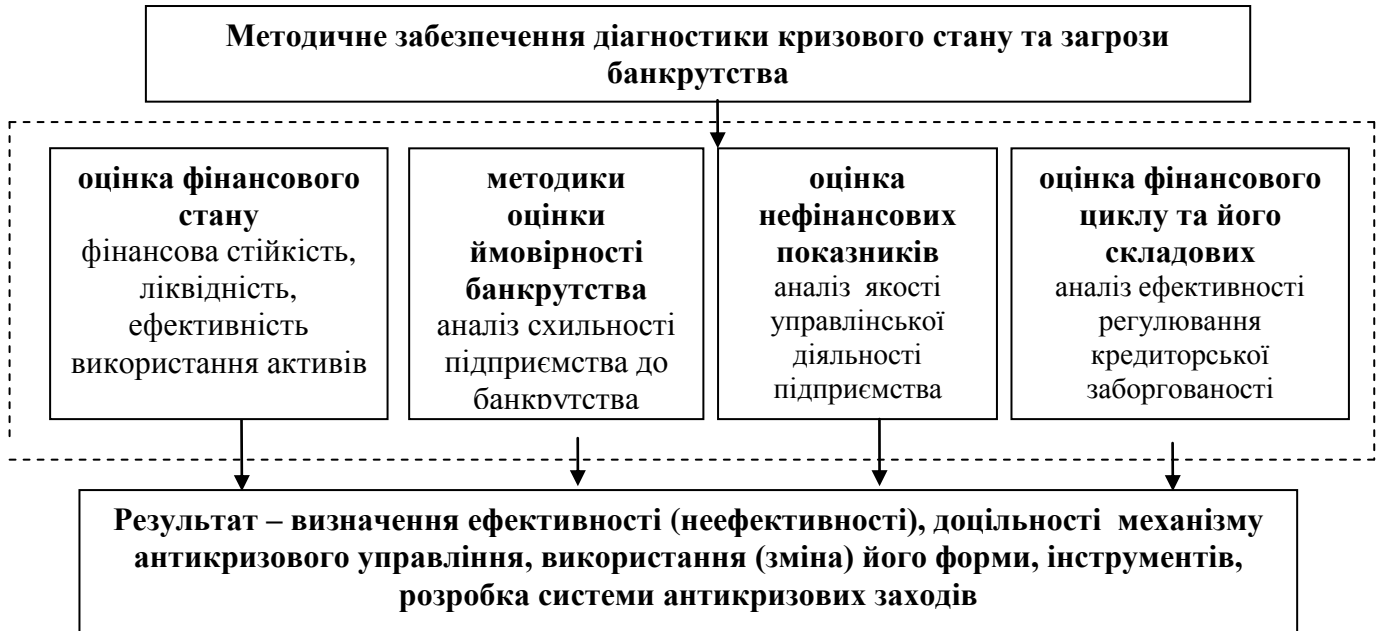 Методичне забезпечення діагностики кризового стану та загрози
банкрутства
оцінка фінансового
стану
фінансова стійкість,
ліквідність,
ефективність
використання активів
методики
оцінки
ймовірності
банкрутства
аналіз схильності
підприємства до
банкрутства
оцінка
нефінансових
показників
аналіз якості
управлінської
діяльності
підприємства
оцінка фінансового
циклу та його
складових
аналіз ефективності
регулювання
кредиторської
заборгованості
Результат – визначення ефективності (неефективності), доцільності механізму
антикризового управління, використання (зміна) його форми, інструментів,
розробка системи антикризових заходів